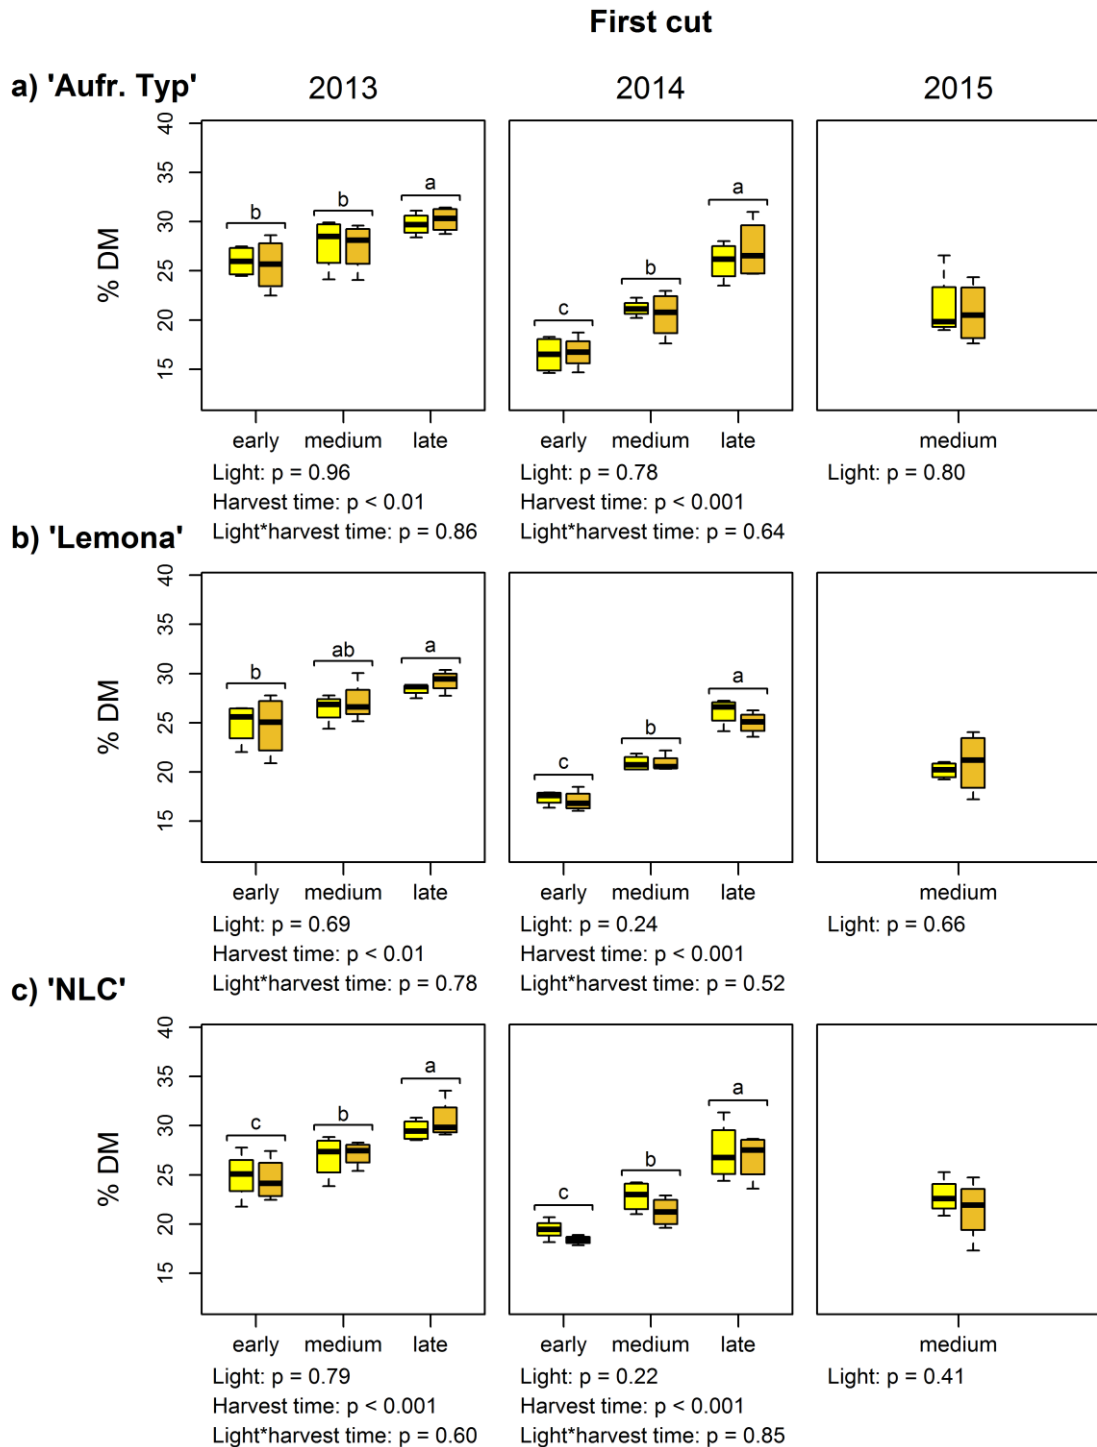 First cut
a) 'Aufr. Typ' 2013 2014 2015
% DM
40
35
30
25
20
15
b b a
c b a
early medium late
early medium late
medium
Light: p = 0.96
Harvest time: p < 0.01
Light*harvest time: p = 0.86
Light: p = 0.78
Harvest time: p < 0.001
Light*harvest time: p = 0.64
Light: p = 0.80
b) 'Lemona'
% DM
40
35
30
25
20
15
b ab a
c b a
early medium late
early medium late
medium
Light: p = 0.69
Harvest time: p < 0.01
Light*harvest time: p = 0.78
Light: p = 0.24
Harvest time: p < 0.001
Light*harvest time: p = 0.52
Light: p = 0.66
c) 'NLC'
% DM
40
35
30
25
20
15
c b a
c b a
early medium late
early medium late
medium
Light: p = 0.79
Harvest time: p < 0.001
Light*harvest time: p = 0.60
Light: p = 0.22
Harvest time: p < 0.001
Light*harvest time: p = 0.85
Light: p = 0.41